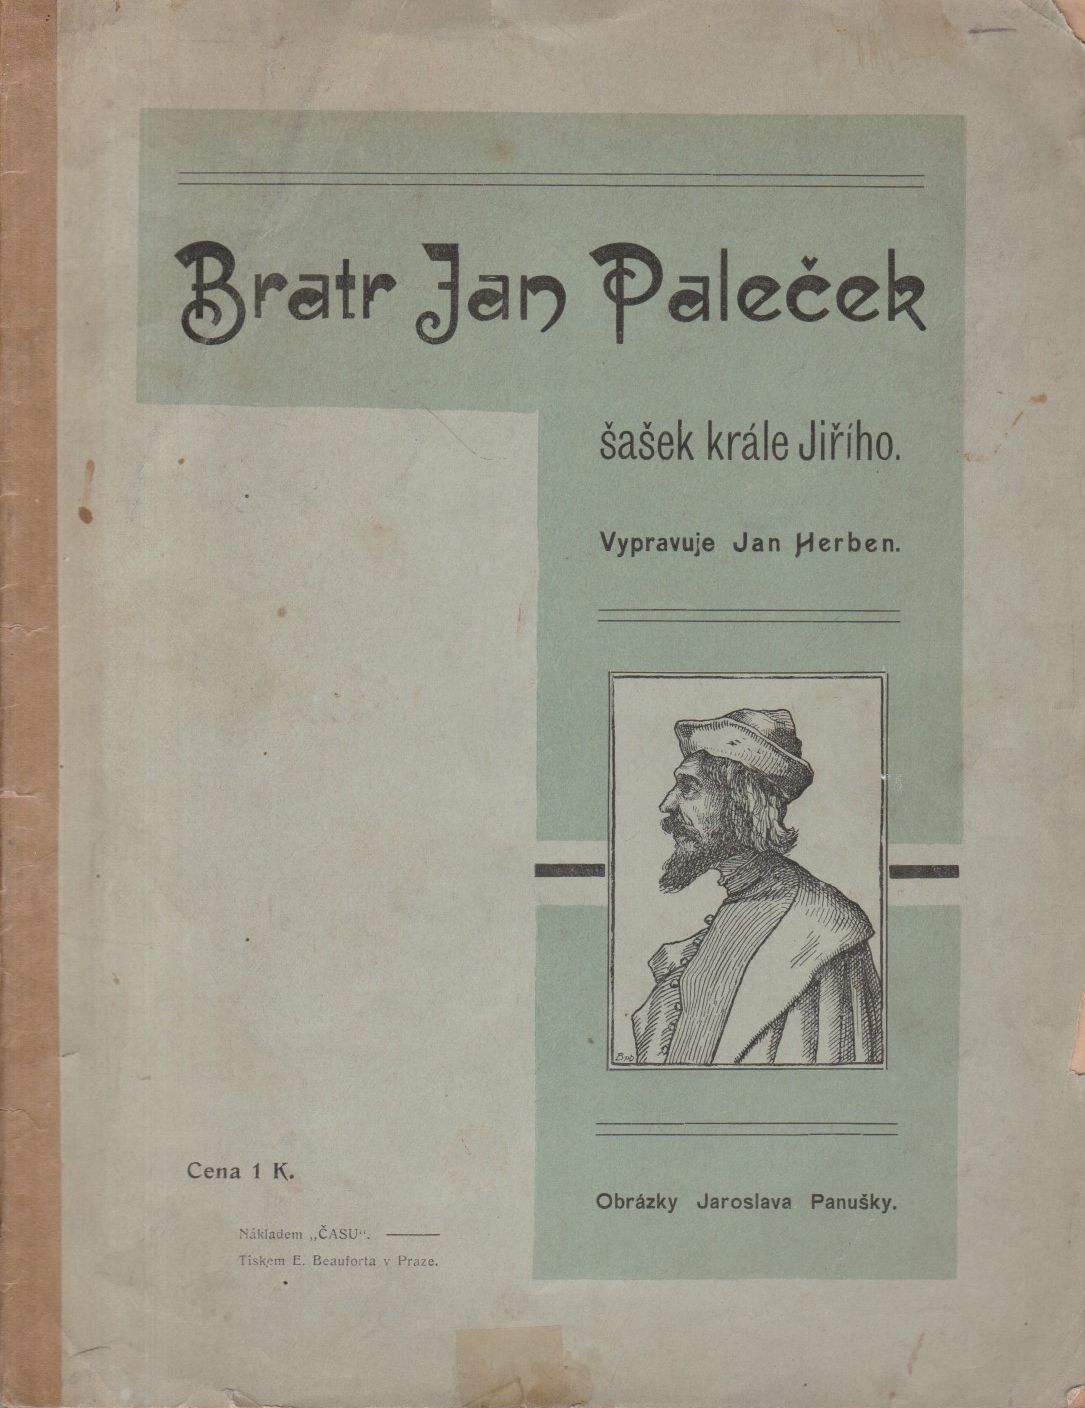 Bratr Jan Paleček
šašek krále Jiřího.
Vypravuje Jan Herben.
Cena 1 K.
Nákladem „ČASU“.
Tiskem E. Beauforta v Praze.
Obrázky Jaroslava Panušky.